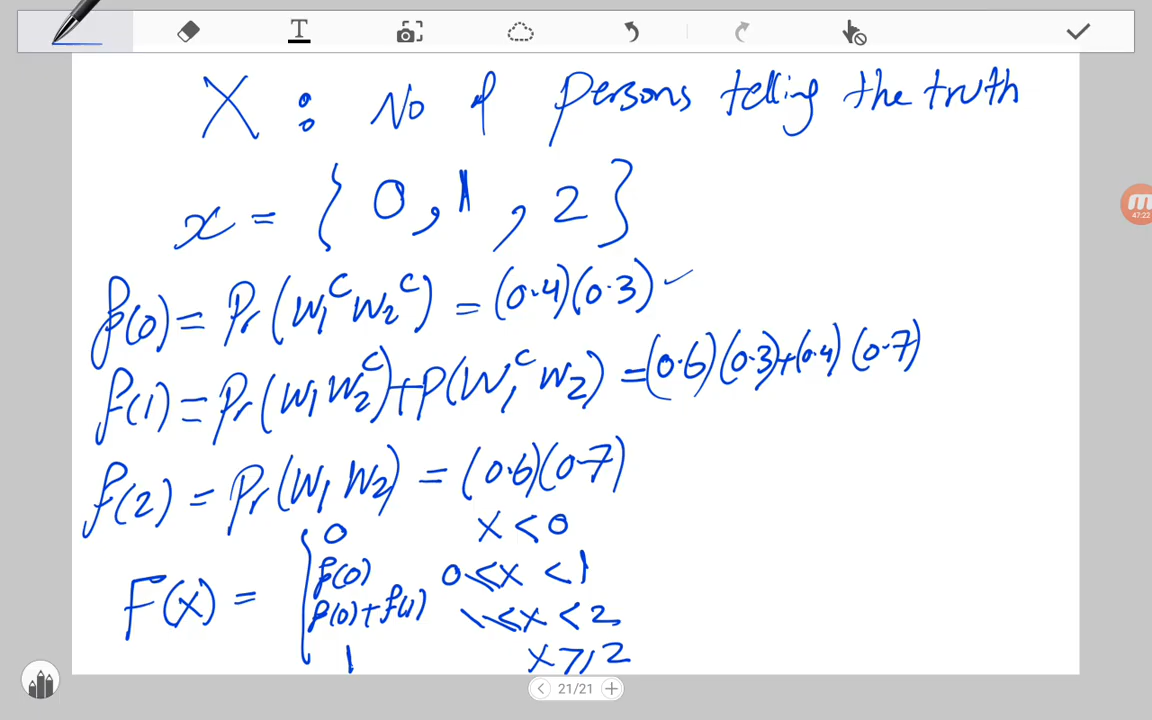 T
X : No of persons telling the truth
x = { 0, 1, 2 }
f(0) = Pr(W₁ᶜ W₂ᶜ) = (0.4)(0.3) ✓
f(1) = Pr(W₁ W₂ᶜ) + P(W₁ᶜ W₂) = (0.6)(0.3)+(0.4)(0.7)
f(2) = Pr(W₁ W₂) = (0.6)(0.7)
F(x) = { 0 x < 0
f(0) 0 ≤ x < 1
f(0) + f(1) 1 ≤ x < 2
1 x ≥ 2
21/21
47:22